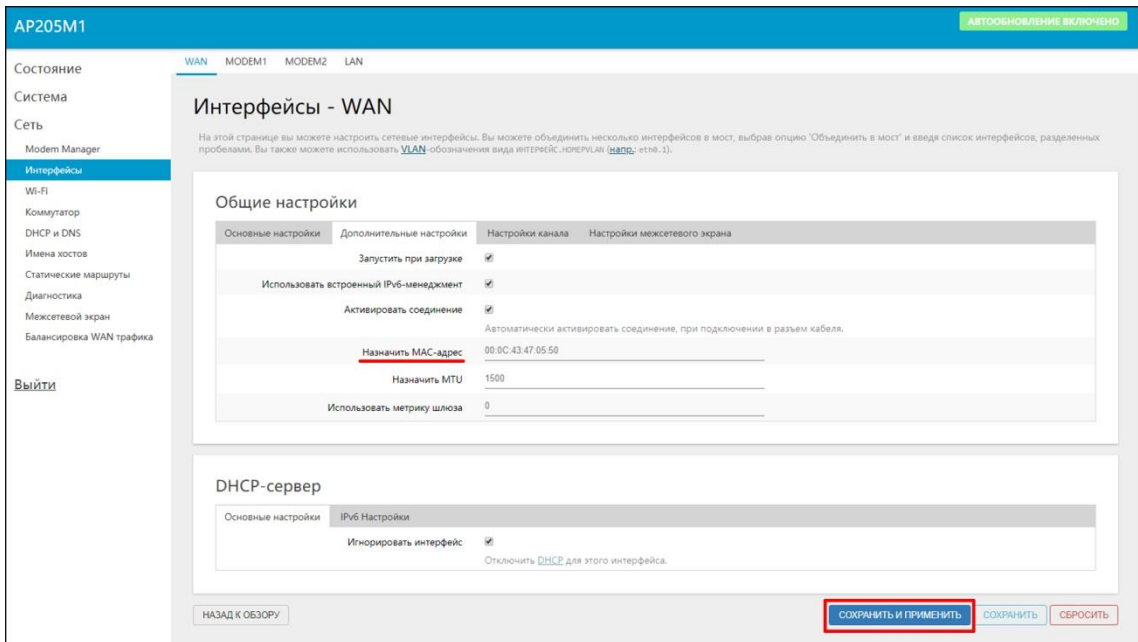 AP205M1
АВТООБНОВЛЕНИЕ ВКЛЮЧЕНО
Состояние
Система
Сеть
Modem Manager
Интерфейсы
Wi-Fi
Коммутатор
DHCP и DNS
Имена хостов
Статические маршруты
Диагностика
Межсетевой экран
Балансировка WAN трафика
Выйти
WAN MODEM1 MODEM2 LAN
Интерфейсы - WAN
На этой странице вы можете настроить сетевые интерфейсы. Вы можете объединить несколько интерфейсов в мост, выбрав опцию 'Объединить в мост' и введя список интерфейсов, разделенных
пробелами. Вы также можете использовать VLAN-обозначения вида ИНТЕРФЕЙС.НОМЕРVLAN (напр.: eth0.1).
Общие настройки
Основные настройки Дополнительные настройки Настройки канала Настройки межсетевого экрана
Запустить при загрузке
Использовать встроенный IPv6-менеджмент
Активировать соединение
Автоматически активировать соединение, при подключении в разъем кабеля.
Назначить MAC-адрес 00:0C:43:47:05:50
Назначить MTU 1500
Использовать метрику шлюза 0
DHCP-сервер
Основные настройки IPv6 Настройки
Игнорировать интерфейс
Отключить DHCP для этого интерфейса.
НАЗАД К ОБЗОРУ СОХРАНИТЬ И ПРИМЕНИТЬ СОХРАНИТЬ СБРОСИТЬ